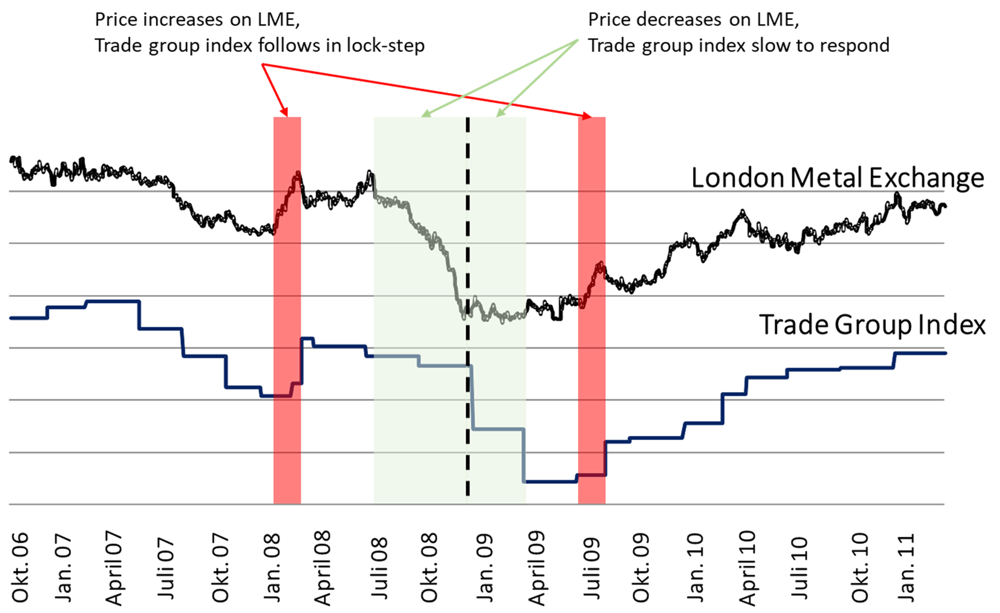 Price increases on LME,
Trade group index follows in lock-step
Price decreases on LME,
Trade group index slow to respond
London Metal Exchange
Trade Group Index
Okt. 06
Jan. 07
April 07
Juli 07
Okt. 07
Jan. 08
April 08
Juli 08
Okt. 08
Jan. 09
April 09
Juli 09
Okt. 09
Jan. 10
April 10
Juli 10
Okt. 10
Jan. 11